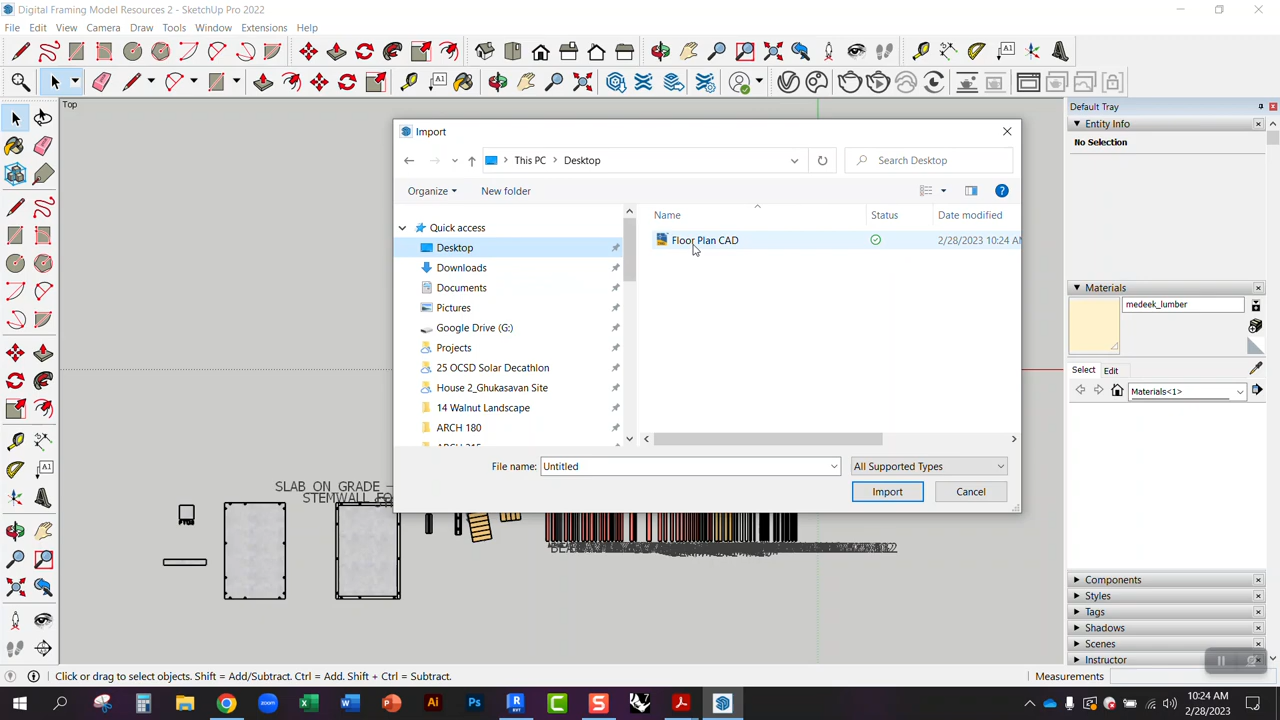 Digital Framing Model Resources 2 - SketchUp Pro 2022
File Edit View Camera Draw Tools Window Extensions Help
Top
Import
This PC > Desktop
Search Desktop
Organize
New folder
Name
Status
Date modified
Quick access
Desktop
Downloads
Documents
Pictures
Google Drive (G:)
Projects
25 OCSD Solar Decathlon
House 2_Ghukasavan Site
14 Walnut Landscape
ARCH 180
Floor Plan CAD
2/28/2023 10:24 AM
File name:
Untitled
All Supported Types
Import
Cancel
SLAB ON GRADE -
STEMWALL FO
Default Tray
Entity Info
No Selection
Materials
medeek_lumber
Select
Edit
Materials<1>
Components
Styles
Tags
Shadows
Scenes
Instructor
Click or drag to select objects. Shift = Add/Subtract. Ctrl = Add. Shift + Ctrl = Subtract.
Measurements
10:24 AM
2/28/2023